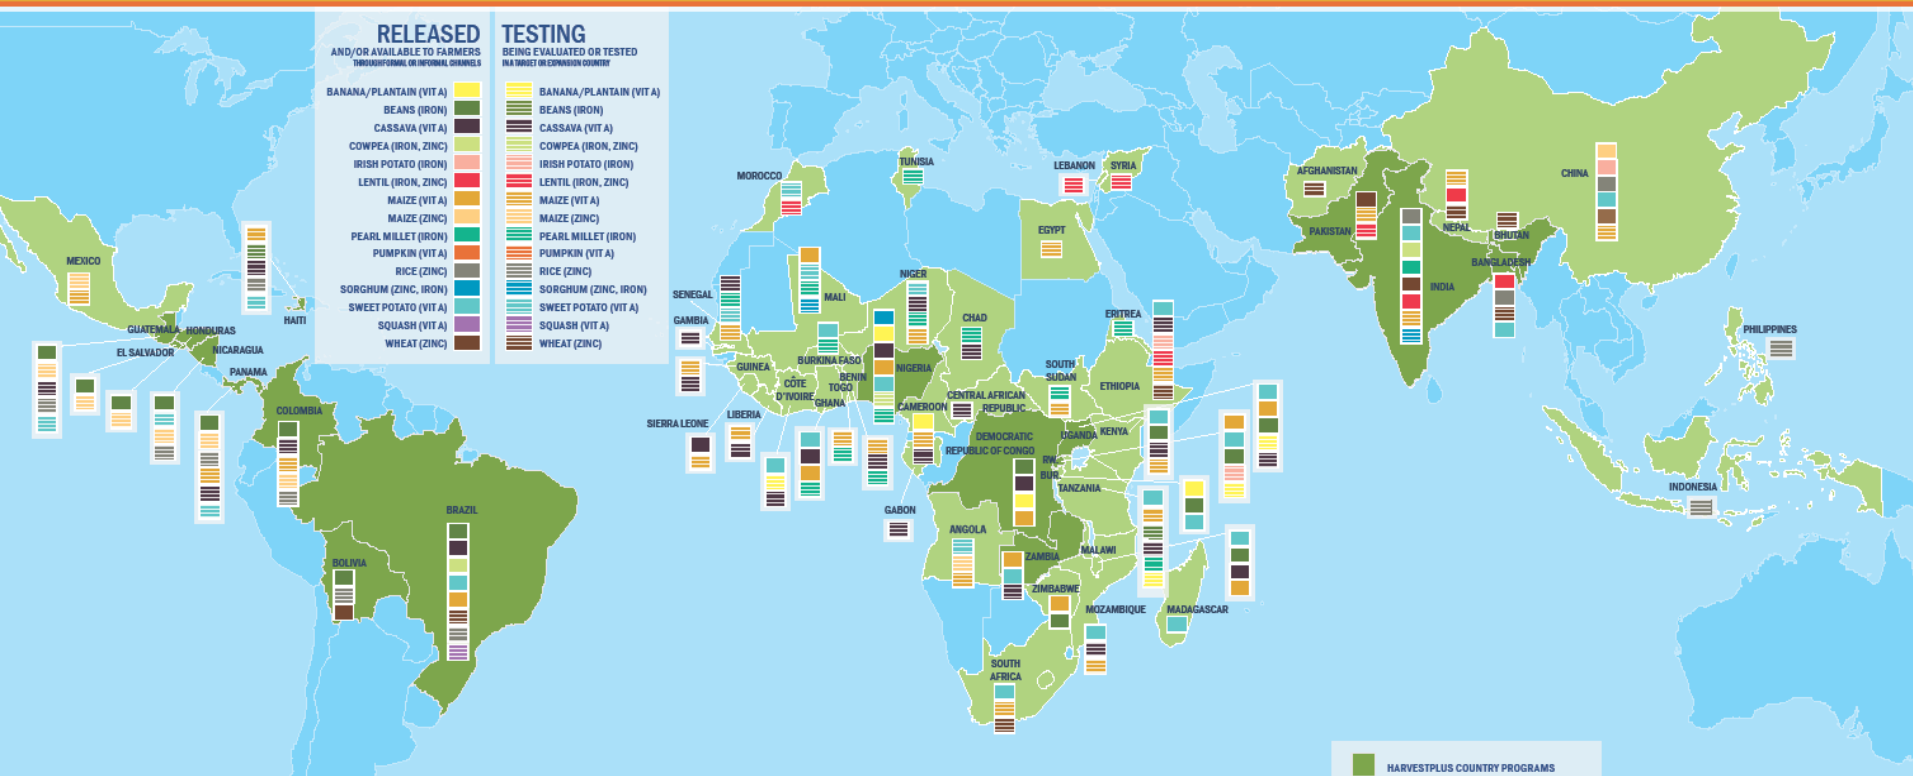 RELEASED
AND/OR AVAILABLE TO FARMERS
THROUGH FORMAL OR INFORMAL CHANNELS
BANANA/PLANTAIN (VIT A)
BEANS (IRON)
CASSAVA (VIT A)
COWPEA (IRON, ZINC)
IRISH POTATO (IRON)
LENTIL (IRON, ZINC)
MAIZE (VIT A)
MAIZE (ZINC)
PEARL MILLET (IRON)
PUMPKIN (VIT A)
RICE (ZINC)
SORGHUM (ZINC, IRON)
SWEET POTATO (VIT A)
SQUASH (VIT A)
WHEAT (ZINC)
TESTING
BEING EVALUATED OR TESTED
IN A TARGET OR EXPANSION COUNTRY
BANANA/PLANTAIN (VIT A)
BEANS (IRON)
CASSAVA (VIT A)
COWPEA (IRON, ZINC)
IRISH POTATO (IRON)
LENTIL (IRON, ZINC)
MAIZE (VIT A)
MAIZE (ZINC)
PEARL MILLET (IRON)
PUMPKIN (VIT A)
RICE (ZINC)
SORGHUM (ZINC, IRON)
SWEET POTATO (VIT A)
SQUASH (VIT A)
WHEAT (ZINC)
MEXICO
HAITI
GUATEMALA
HONDURAS
EL SALVADOR
NICARAGUA
PANAMA
COLOMBIA
BRAZIL
BOLIVIA
MOROCCO
TUNISIA
LEBANON
SYRIA
EGYPT
SENEGAL
GAMBIA
MALI
NIGER
CHAD
ERITREA
BURKINA FASO
GUINEA
BENIN
NIGERIA
TOGO
CÔTE
D'IVOIRE
GHANA
SIERRA LEONE
LIBERIA
CAMEROON
CENTRAL AFRICAN
REPUBLIC
SOUTH
SUDAN
ETHIOPIA
UGANDA
KENYA
DEMOCRATIC
REPUBLIC OF CONGO
RW.
BUR.
TANZANIA
GABON
ANGOLA
ZAMBIA
MALAWI
ZIMBABWE
MOZAMBIQUE
MADAGASCAR
SOUTH
AFRICA
AFGHANISTAN
PAKISTAN
NEPAL
BHUTAN
BANGLADESH
INDIA
CHINA
PHILIPPINES
INDONESIA
HARVESTPLUS COUNTRY PROGRAMS